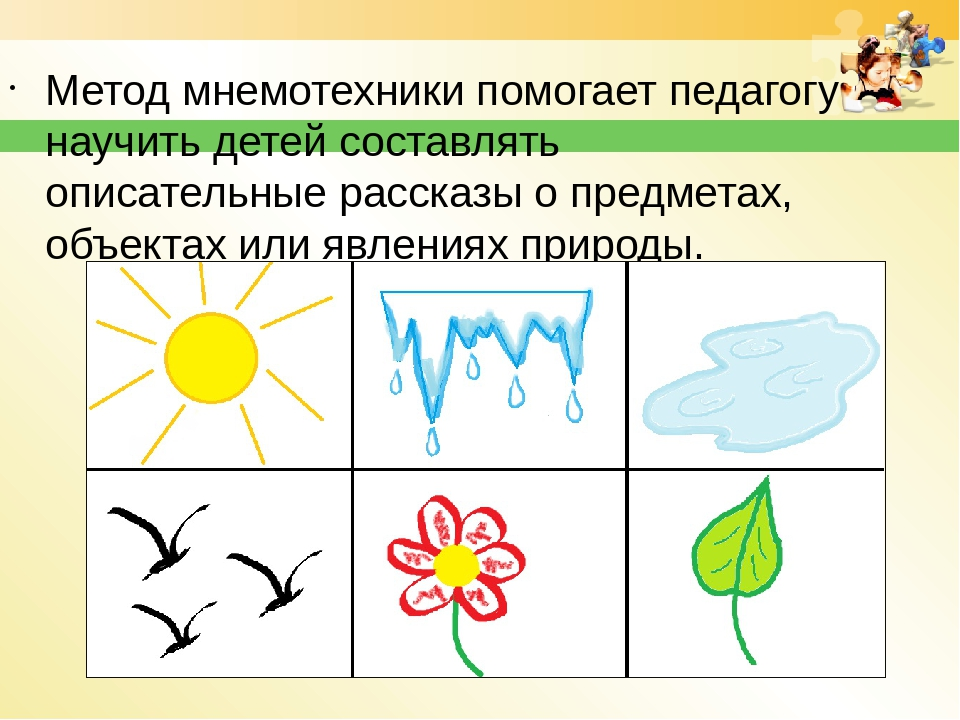 Метод мнемотехники помогает педагогу
научить детей составлять
описательные рассказы о предметах,
объектах или явлениях природы.